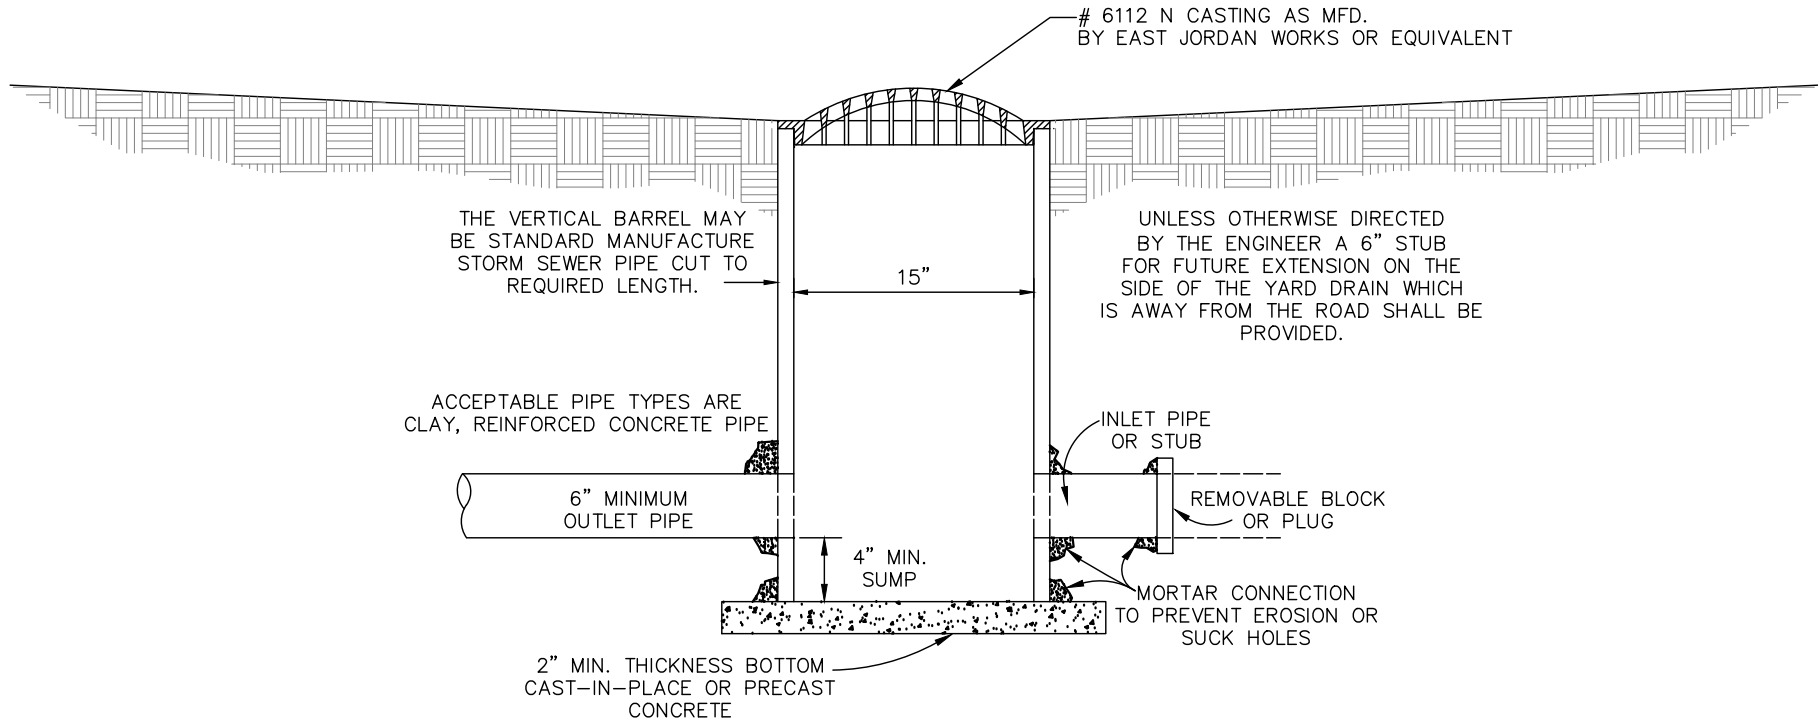 # 6112 N CASTING AS MFD.
BY EAST JORDAN WORKS OR EQUIVALENT
THE VERTICAL BARREL MAY
BE STANDARD MANUFACTURE
STORM SEWER PIPE CUT TO
REQUIRED LENGTH.
15"
UNLESS OTHERWISE DIRECTED
BY THE ENGINEER A 6" STUB
FOR FUTURE EXTENSION ON THE
SIDE OF THE YARD DRAIN WHICH
IS AWAY FROM THE ROAD SHALL BE
PROVIDED.
ACCEPTABLE PIPE TYPES ARE
CLAY, REINFORCED CONCRETE PIPE
INLET PIPE
OR STUB
6" MINIMUM
OUTLET PIPE
REMOVABLE BLOCK
OR PLUG
4" MIN.
SUMP
MORTAR CONNECTION
TO PREVENT EROSION OR
SUCK HOLES
2" MIN. THICKNESS BOTTOM
CAST-IN-PLACE OR PRECAST
CONCRETE